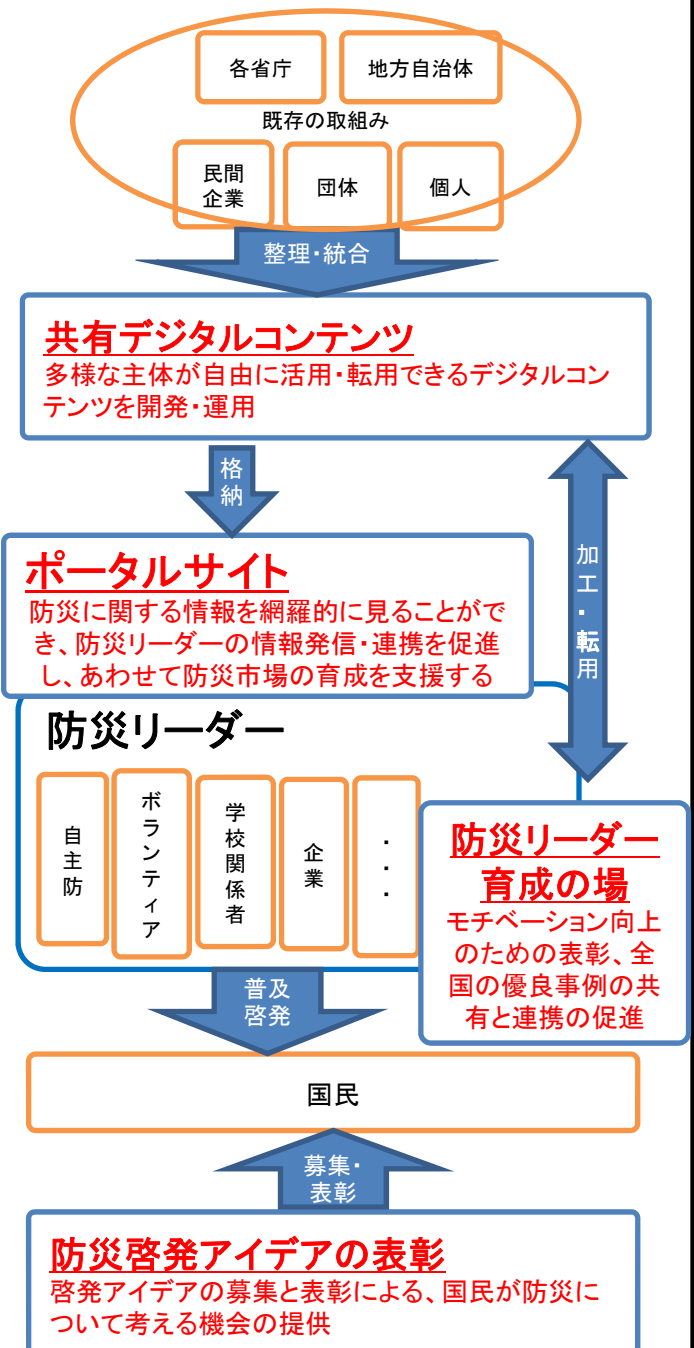 各省庁
地方自治体
既存の取組み
民間
企業
団体
個人
整理・統合
共有デジタルコンテンツ
多様な主体が自由に活用・転用できるデジタルコン
テンツを開発・運用
格
納
加工・転用
ポータルサイト
防災に関する情報を網羅的に見ることがで
き、防災リーダーの情報発信・連携を促進
し、あわせて防災市場の育成を支援する
防災リーダー
自主防
ボランティア
学校関係者
企業
・・・
防災リーダー
育成の場
モチベーション向上
のための表彰、全
国の優良事例の共
有と連携の促進
普及
啓発
国民
募集・
表彰
防災啓発アイデアの表彰
啓発アイデアの募集と表彰による、国民が防災に
ついて考える機会の提供